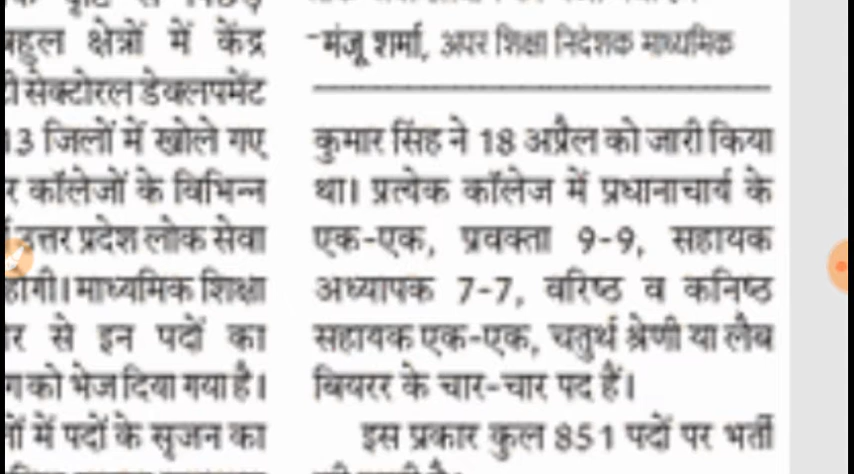 बहुल क्षेत्रों में केंद्र
सेक्टोरल डेवलपमेंट
13 जिलों में खोले गए
कॉलेजों के विभिन्न
उत्तर प्रदेश लोक सेवा
होगी। माध्यमिक शिक्षा
से इन पदों का
को भेज दिया गया है।
में पदों के सृजन का
-मंजू शर्मा, अपर शिक्षा निदेशक माध्यमिक
कुमार सिंह ने 18 अप्रैल को जारी किया
था। प्रत्येक कॉलेज में प्रधानाचार्य के
एक-एक, प्रवक्ता 9-9, सहायक
अध्यापक 7-7, वरिष्ठ व कनिष्ठ
सहायक एक-एक, चतुर्थ श्रेणी या लैब
बियरर के चार-चार पद हैं।
इस प्रकार कुल 851 पदों पर भर्ती